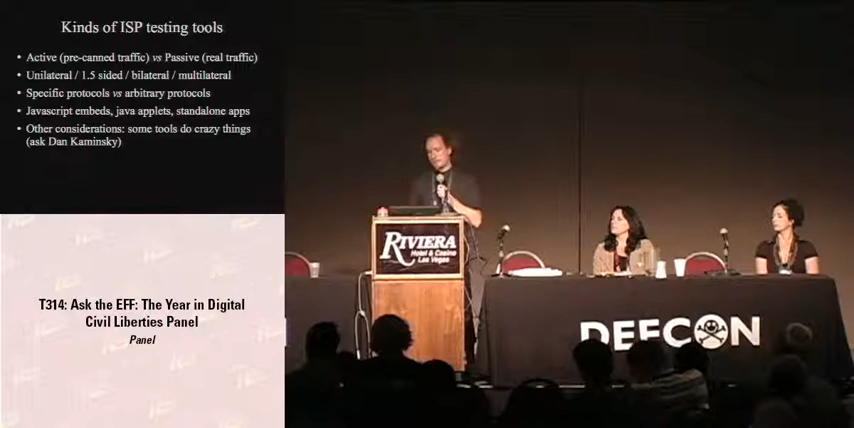 Kinds of ISP testing tools
• Active (pre-canned traffic) vs Passive (real traffic)
• Unilateral / 1.5 sided / bilateral / multilateral
• Specific protocols vs arbitrary protocols
• Javascript embeds, java applets, standalone apps
• Other considerations: some tools do crazy things
(ask Dan Kaminsky)
T314: Ask the EFF: The Year in Digital
Civil Liberties Panel
Panel
RIVIERA
Hotel & Casino
Las Vegas
DEFCON